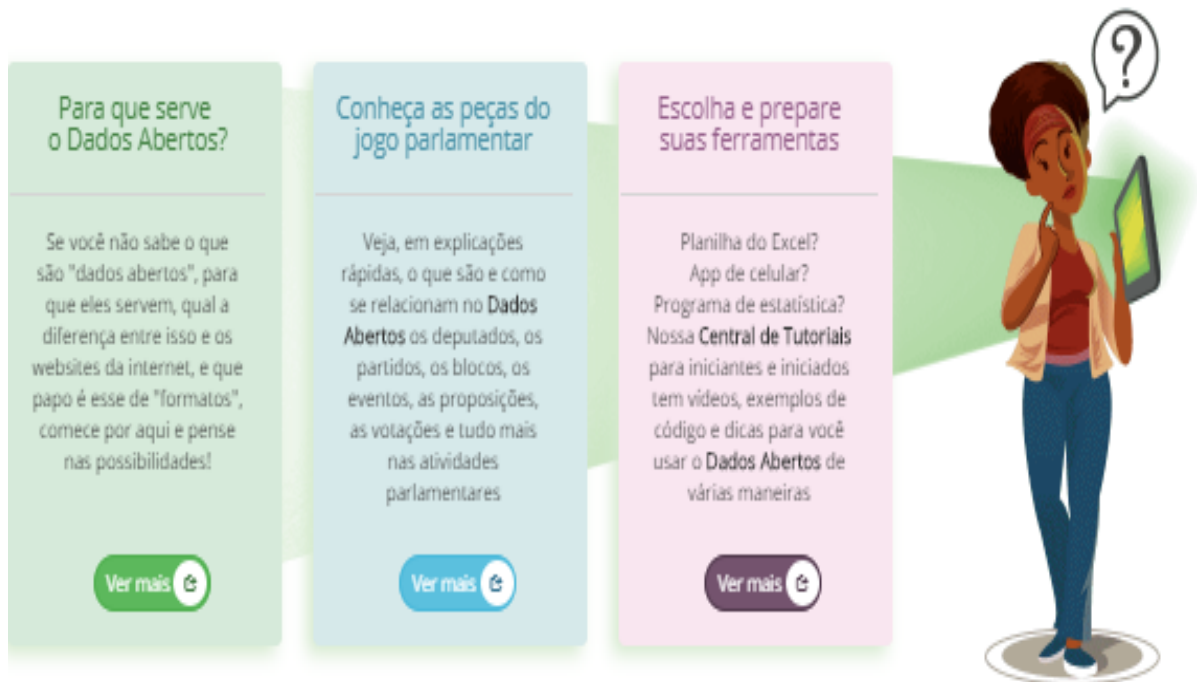 Para que serve
o Dados Abertos?
Se você não sabe o que
são "dados abertos", para
que eles servem, qual a
diferença entre isso e os
websites da internet, e que
papo é esse de "formatos",
comece por aqui e pense
nas possibilidades!
Ver mais
Conheça as peças do
jogo parlamentar
Veja, em explicações
rápidas, o que são e como
se relacionam no Dados
Abertos os deputados, os
partidos, os blocos, os
eventos, as proposições,
as votações e tudo mais
nas atividades
parlamentares
Ver mais
Escolha e prepare
suas ferramentas
Planilha do Excel?
App de celular?
Programa de estatística?
Nossa Central de Tutoriais
para iniciantes e iniciados
tem vídeos, exemplos de
código e dicas para você
usar o Dados Abertos de
várias maneiras
Ver mais
?